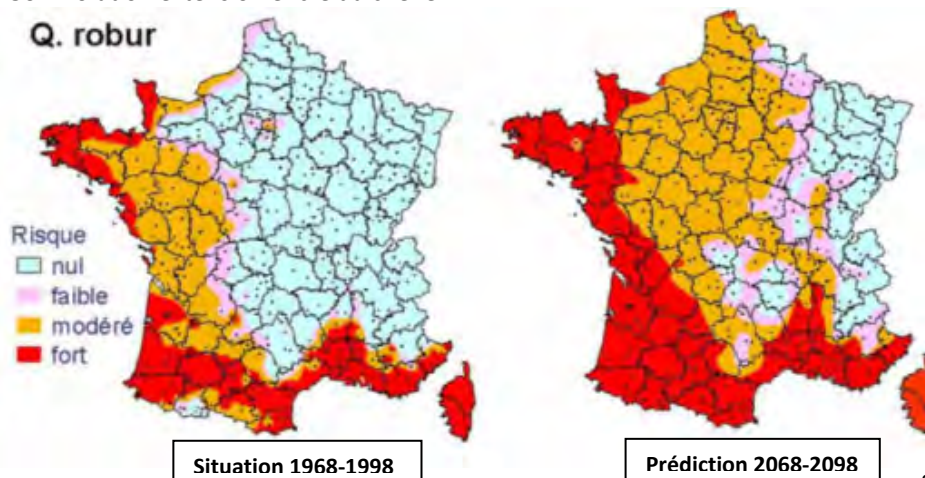 Q. robur
Risque
nul
faible
modéré
fort
Situation 1968-1998
Prédiction 2068-2098